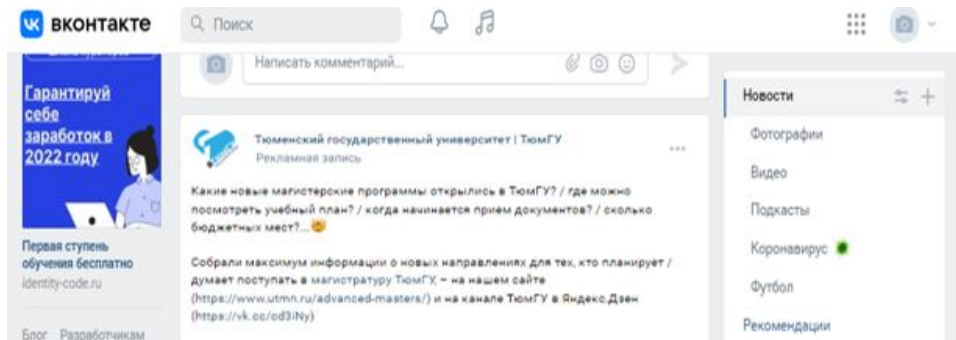 вконтакте
Поиск
Гарантируй
себе
заработок в
2022 году
Первая ступень
обучения бесплатно
identity-code.ru
Блог Разработчикам
Написать комментарий...
Тюменский государственный университет | ТюмГУ
Рекламная запись
Какие новые магистерские программы открылись в ТюмГУ? / где можно
посмотреть учебный план? / когда начинается прием документов? / сколько
бюджетных мест?...
Собрали максимум информации о новых направлениях для тех, кто планирует /
думает поступать в магистратуру ТюмГУ, – на нашем сайте
(https://www.utmn.ru/advanced-masters/) и на канале ТюмГУ в Яндекс.Дзен
(https://vk.cc/cd3iNy)
Новости
Фотографии
Видео
Подкасты
Коронавирус
Футбол
Рекомендации